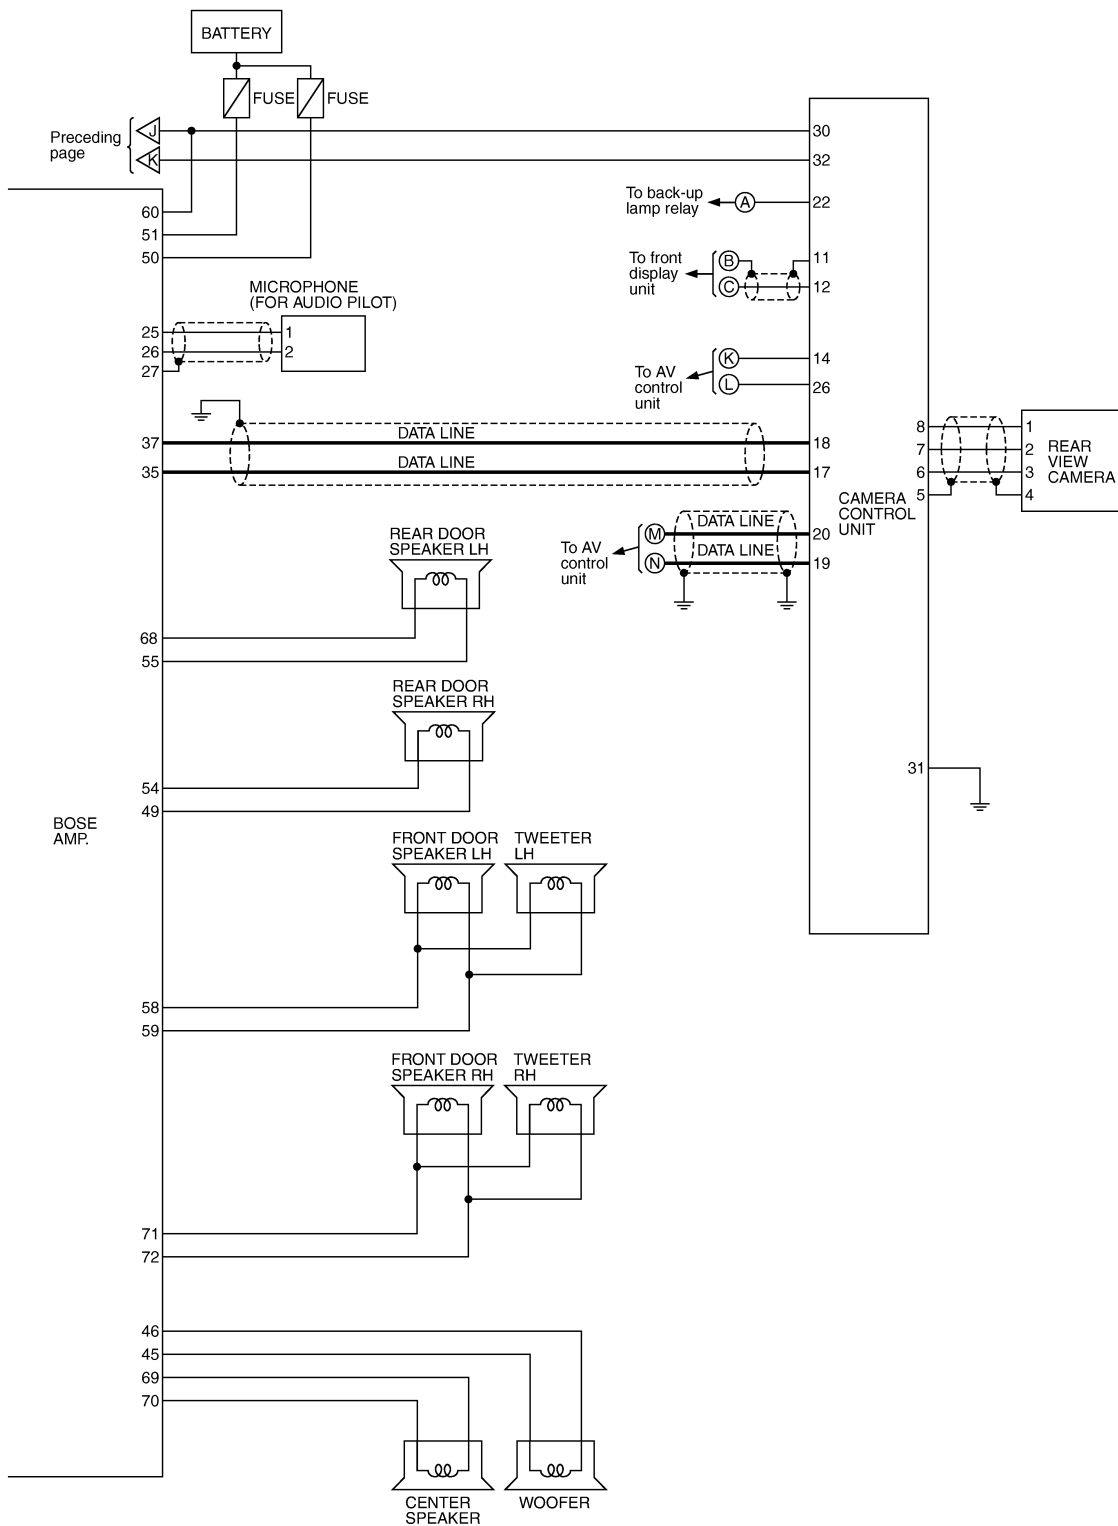 BATTERY
FUSE
FUSE
Preceding
page
J
K
30
32
To back-up
lamp relay
A
22
60
51
50
To front
display
unit
B
C
11
12
MICROPHONE
(FOR AUDIO PILOT)
25
26
27
1
2
To AV
control
unit
K
L
14
26
37
35
DATA LINE
DATA LINE
18
17
8
7
6
5
1
2
3
4
REAR
VIEW
CAMERA
CAMERA
CONTROL
UNIT
To AV
control
unit
M
N
DATA LINE
DATA LINE
20
19
REAR DOOR
SPEAKER LH
68
55
REAR DOOR
SPEAKER RH
54
49
31
BOSE
AMP.
FRONT DOOR
SPEAKER LH
TWEETER
LH
58
59
FRONT DOOR
SPEAKER RH
TWEETER
RH
71
72
46
45
69
70
CENTER
SPEAKER
WOOFER